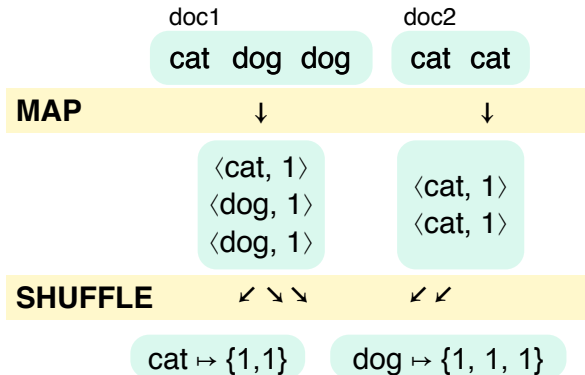 doc1 doc2
cat dog dog cat cat
MAP ↓ ↓
⟨cat, 1⟩
⟨dog, 1⟩
⟨dog, 1⟩
⟨cat, 1⟩
⟨cat, 1⟩
SHUFFLE ↙ ↘ ↘ ↙ ↙
cat ↦ {1,1} dog ↦ {1, 1, 1}